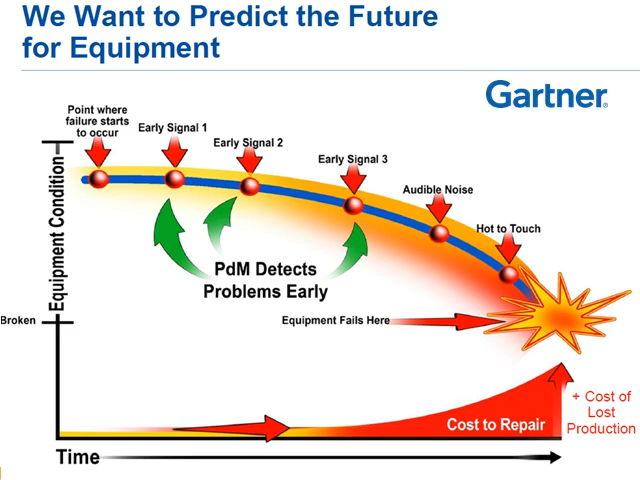 We Want to Predict the Future
for Equipment
Gartner®
Point where
failure starts
to occur
Early Signal 1
Early Signal 2
Early Signal 3
Audible Noise
Hot to Touch
Equipment Condition
PdM Detects
Problems Early
Broken
Equipment Fails Here
+ Cost of
Lost
Production
Cost to Repair
Time